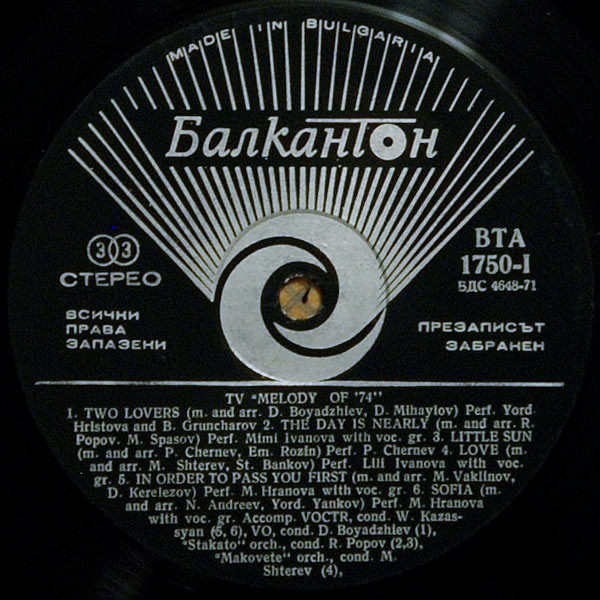 MADE IN BULGARIA
Балкантон
33
СТЕРЕО
ВТА
1750-I
БДС 4648-71
ВСИЧКИ
ПРАВА
ЗАПАЗЕНИ
ПРЕЗАПИСЪТ
ЗАБРАНЕН
TV "MELODY OF '74"
1. TWO LOVERS (m. and arr. D. Boyadzhiev, D. Mihaylov) Perf. Yord.
Hristova and B. Gruncharov 2. THE DAY IS NEARLY (m. and arr. R.
Popov. M. Spasov) Perf. Mimi Ivanova with voc. gr. 3. LITTLE SUN
(m. and arr. P. Chernev, Em. Rozin) Perf. P. Chernev 4. LOVE (m.
and arr. M. Shterev, St. Bankov) Perf. Lili Ivanova with voc.
gr. 5. IN ORDER TO PASS YOU FIRST (m. and arr. M. Vaklinov,
D. Kerelezov) Perf. M. Hranova with voc. gr. 6. SOFIA (m.
and arr. N. Andreev, Yord. Yankov) Perf. M. Hranova
with voc. gr. Accomp. VOCTR, cond. W. Kazas-
syan (5, 6), VO, cond. D. Boyadzhiev (1),
"Stakato" orch., cond. R. Popov (2,3),
"Makovete" orch., cond. M.
Shterev (4),